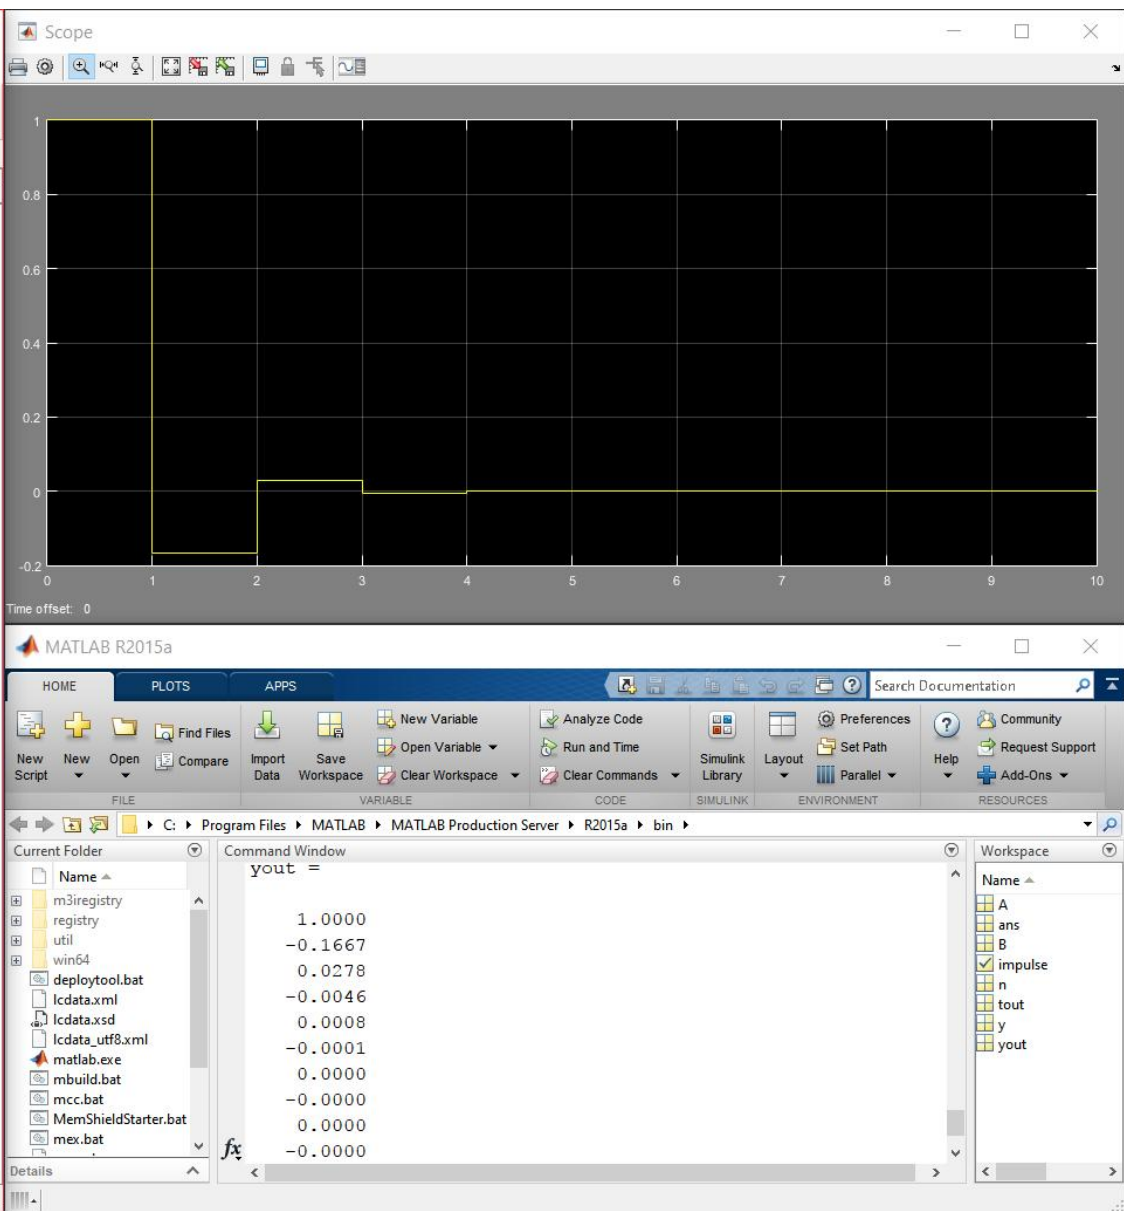 Scope
1
0.8
0.6
0.4
0.2
0
-0.2
0 1 2 3 4 5 6 7 8 9 10
Time offset: 0
MATLAB R2015a
HOME PLOTS APPS Search Documentation
New Script
New
Open
Find Files
Compare
Import Data
Save Workspace
New Variable
Open Variable
Clear Workspace
Analyze Code
Run and Time
Clear Commands
Simulink Library
Layout
Preferences
Set Path
Parallel
Help
Community
Request Support
Add-Ons
FILE VARIABLE CODE SIMULINK ENVIRONMENT RESOURCES
C: Program Files MATLAB MATLAB Production Server R2015a bin
Current Folder
Name
m3iregistry
registry
util
win64
deploytool.bat
lcdata.xml
lcdata.xsd
lcdata_utf8.xml
matlab.exe
mbuild.bat
mcc.bat
MemShieldStarter.bat
mex.bat
Details
Command Window
yout =
1.0000
-0.1667
0.0278
-0.0046
0.0008
-0.0001
0.0000
-0.0000
0.0000
-0.0000
fx
Workspace
Name
A
ans
B
impulse
n
tout
y
yout